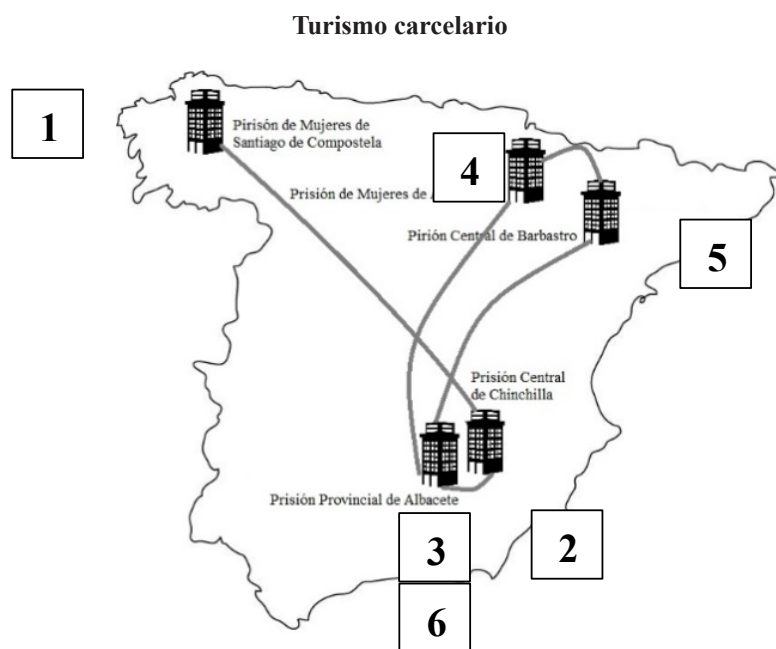 Turismo carcelario
1
Pirisón de Mujeres de
Santiago de Compostela
4
Prisión de Mujeres de
Pirión Central de Barbastro
5
Prisión Central
de Chinchilla
Prisión Provincial de Albacete
3
2
6